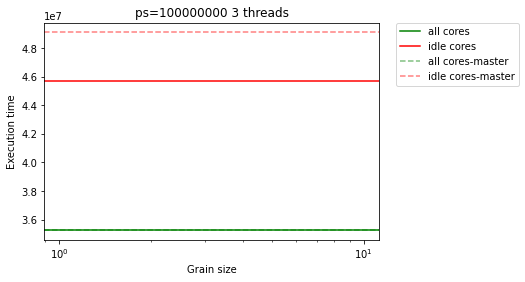 ps=100000000 3 threads
1e7
4.8
4.6
4.4
4.2
4.0
3.8
3.6
Execution time
10⁰
10¹
Grain size
all cores
idle cores
all cores-master
idle cores-master